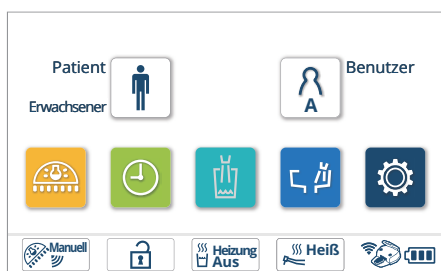 Patient
Benutzer
Erwachsener
A
Manuell
Heizung
Aus
Heiß